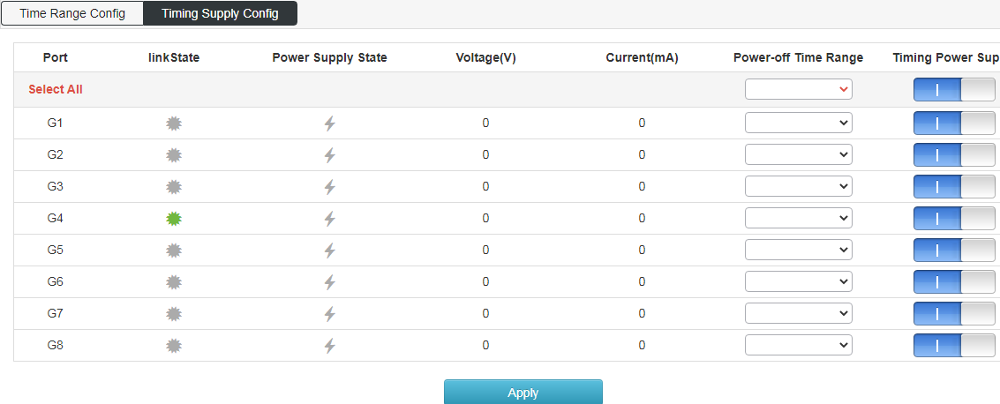 Time Range Config Timing Supply Config
Port linkState Power Supply State Voltage(V) Current(mA) Power-off Time Range Timing Power Sup
Select All
G1 0 0
G2 0 0
G3 0 0
G4 0 0
G5 0 0
G6 0 0
G7 0 0
G8 0 0
Apply